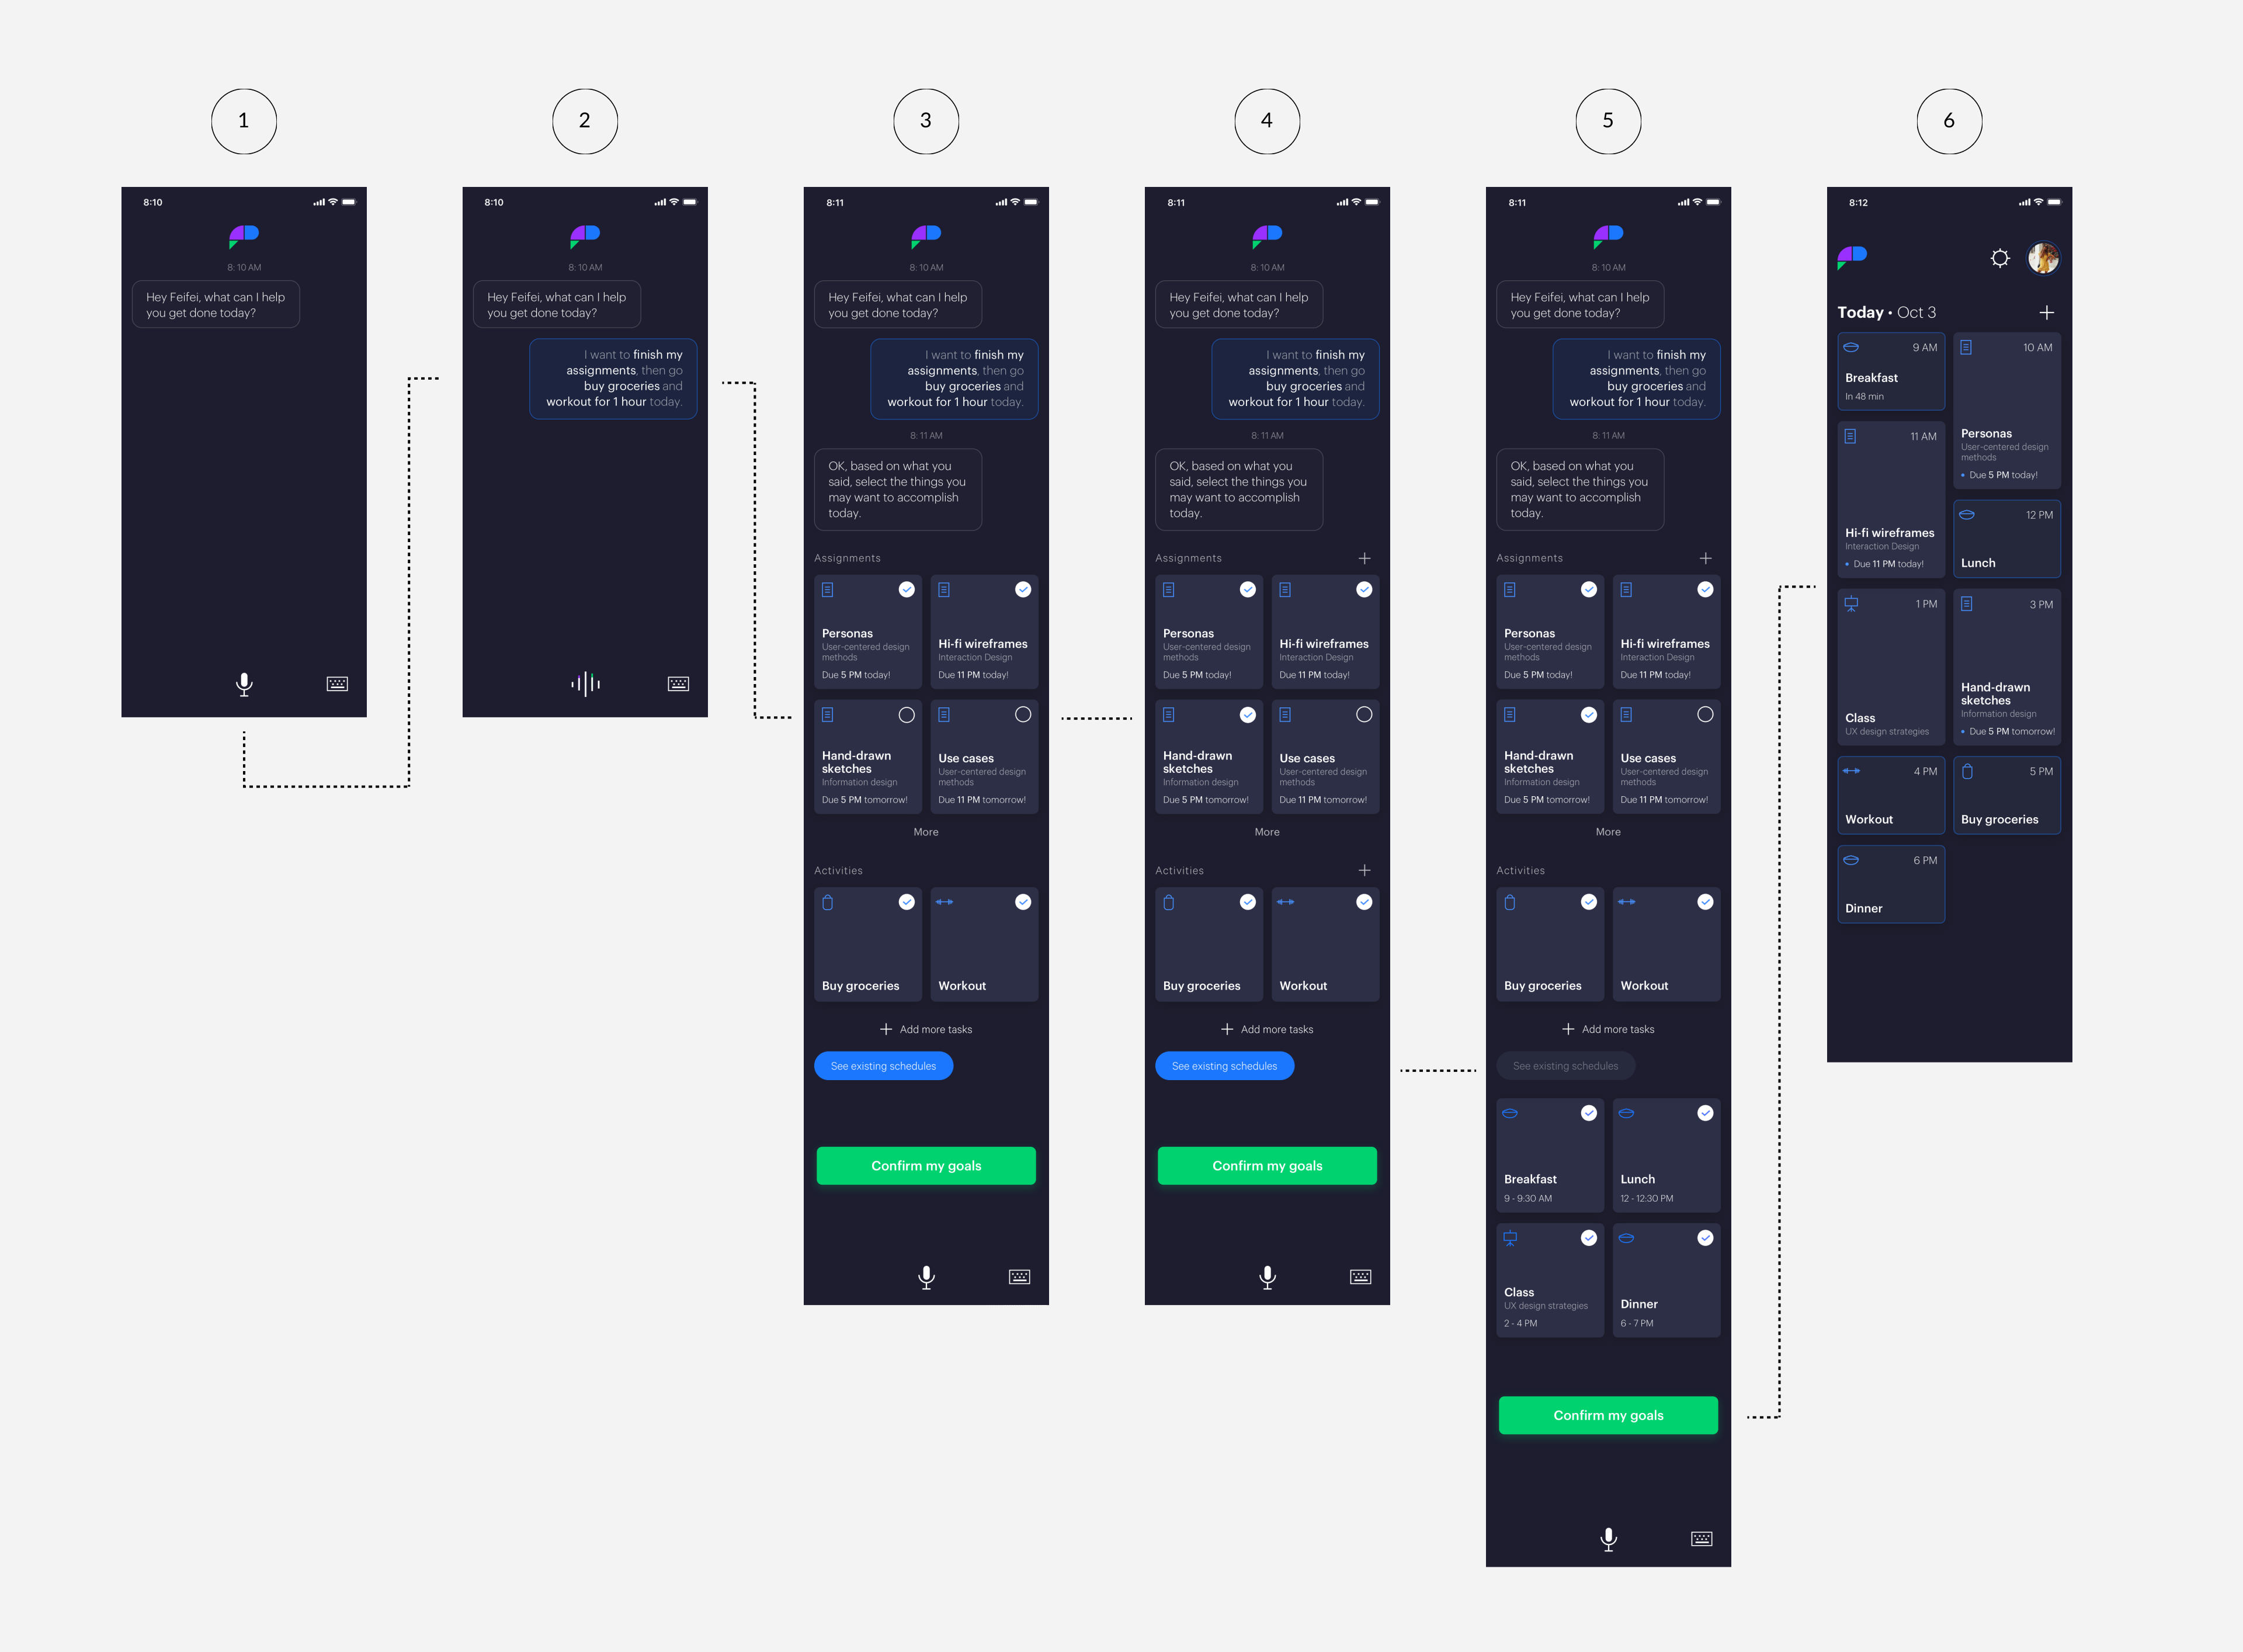 1
2
3
4
5
6
8:10
8: 10 AM
Hey Feifei, what can I help
you get done today?
8:10
8: 10 AM
Hey Feifei, what can I help
you get done today?
I want to finish my
assignments, then go
buy groceries and
workout for 1 hour today.
8:11
8: 10 AM
Hey Feifei, what can I help
you get done today?
I want to finish my
assignments, then go
buy groceries and
workout for 1 hour today.
8: 11 AM
OK, based on what you
said, select the things you
may want to accomplish
today.
Assignments
Personas
User-centered design
methods
Due 5 PM today!
Hi-fi wireframes
Interaction Design
Due 11 PM today!
Hand-drawn
sketches
Information design
Due 5 PM tomorrow!
Use cases
User-centered design
methods
Due 11 PM tomorrow!
More
Activities
Buy groceries
Workout
Add more tasks
See existing schedules
Confirm my goals
8:11
8: 10 AM
Hey Feifei, what can I help
you get done today?
I want to finish my
assignments, then go
buy groceries and
workout for 1 hour today.
8: 11 AM
OK, based on what you
said, select the things you
may want to accomplish
today.
Assignments
Personas
User-centered design
methods
Due 5 PM today!
Hi-fi wireframes
Interaction Design
Due 11 PM today!
Hand-drawn
sketches
Information design
Due 5 PM tomorrow!
Use cases
User-centered design
methods
Due 11 PM tomorrow!
More
Activities
Buy groceries
Workout
Add more tasks
See existing schedules
Confirm my goals
8:11
8: 10 AM
Hey Feifei, what can I help
you get done today?
I want to finish my
assignments, then go
buy groceries and
workout for 1 hour today.
8: 11 AM
OK, based on what you
said, select the things you
may want to accomplish
today.
Assignments
Personas
User-centered design
methods
Due 5 PM today!
Hi-fi wireframes
Interaction Design
Due 11 PM today!
Hand-drawn
sketches
Information design
Due 5 PM tomorrow!
Use cases
User-centered design
methods
Due 11 PM tomorrow!
More
Activities
Buy groceries
Workout
Add more tasks
See existing schedules
Breakfast
9 - 9:30 AM
Lunch
12 - 12:30 PM
Class
UX design strategies
2 - 4 PM
Dinner
6 - 7 PM
Confirm my goals
8:12
Today • Oct 3
9 AM
Breakfast
In 48 min
10 AM
Personas
User-centered design
methods
• Due 5 PM today!
11 AM
Hi-fi wireframes
Interaction Design
• Due 11 PM today!
12 PM
Lunch
1 PM
Class
UX design strategies
3 PM
Hand-drawn
sketches
Information design
• Due 5 PM tomorrow!
4 PM
Workout
5 PM
Buy groceries
6 PM
Dinner